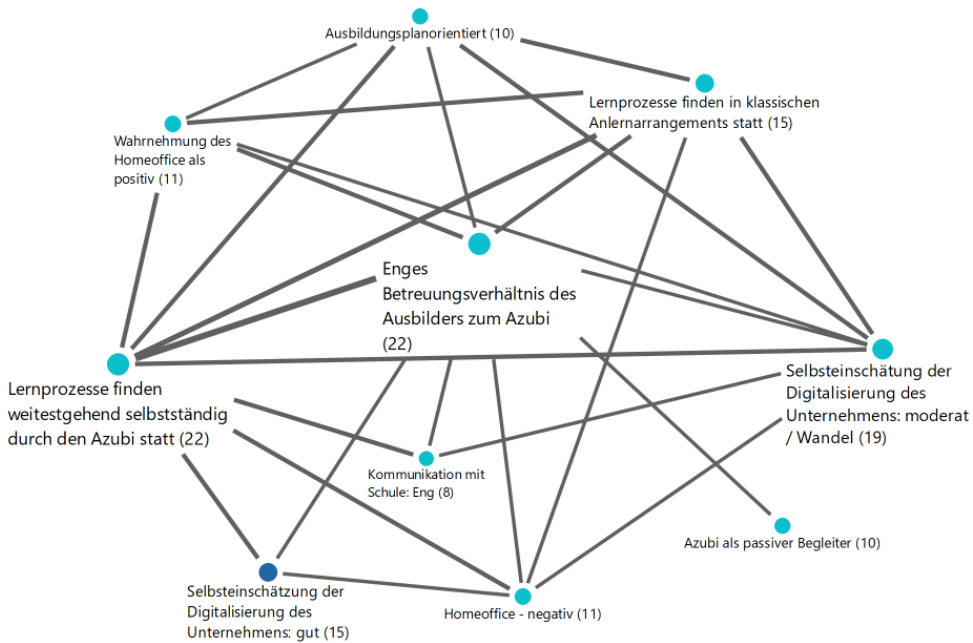 Ausbildungsplanorientiert (10)
Lernprozesse finden in klassischen
Anlernarrangements statt (15)
Wahrnehmung des
Homeoffice als
positiv (11)
Enges
Betreuungsverhältnis des
Ausbilders zum Azubi
(22)
Lernprozesse finden
weitestgehend selbstständig
durch den Azubi statt (22)
Selbsteinschätung der
Digitalisierung des
Unternehmens: moderat
/ Wandel (19)
Kommunikation mit
Schule: Eng (8)
Azubi als passiver Begleiter (10)
Selbsteinschätzung der
Digitalisierung des
Unternehmens: gut (15)
Homeoffice - negativ (11)